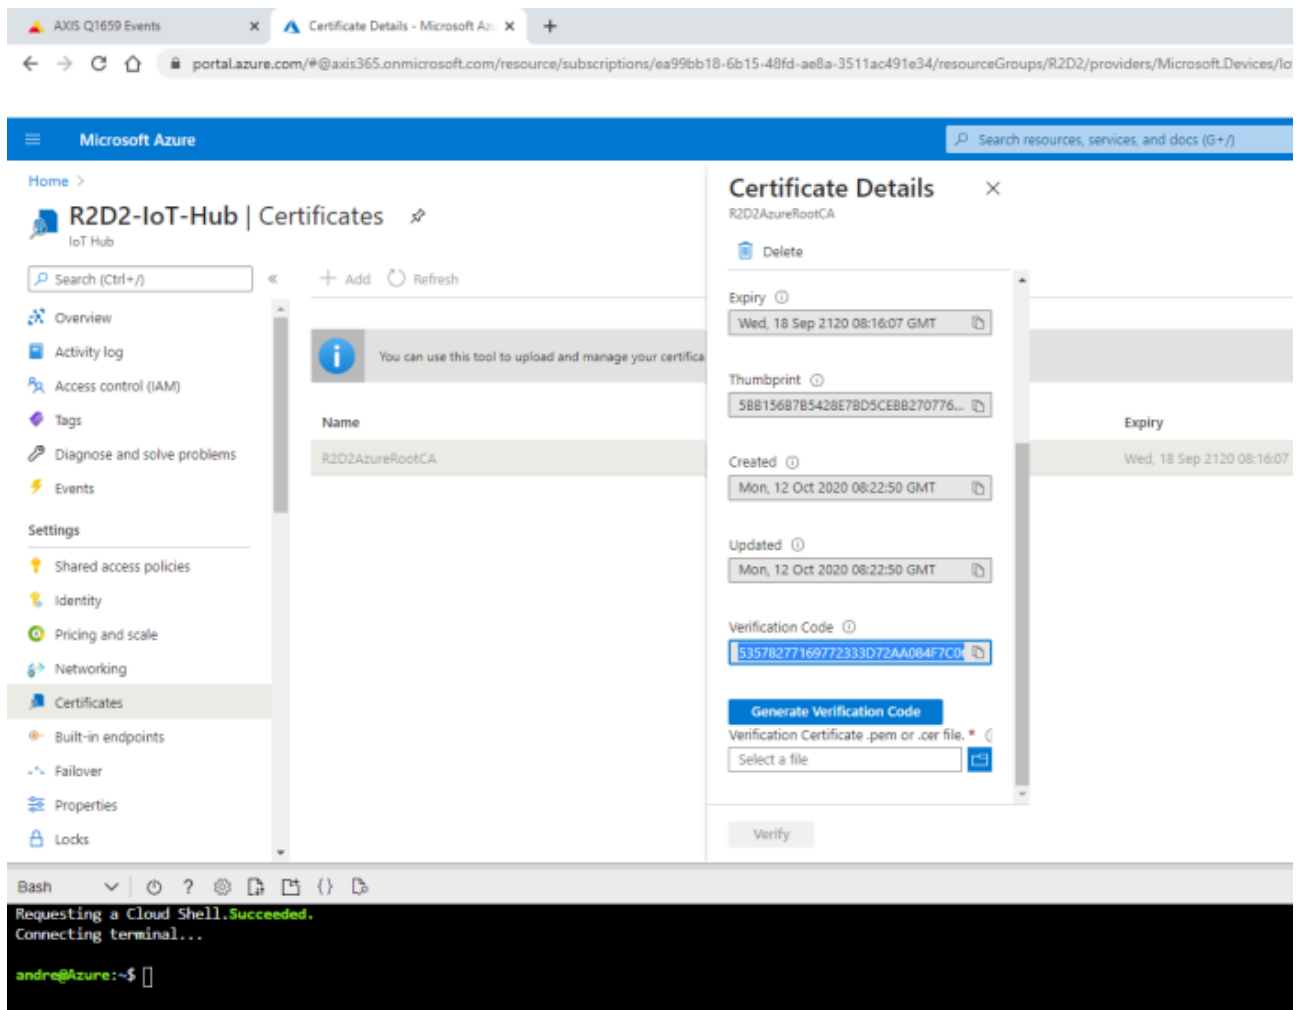 AXIS Q1659 Events
Certificate Details - Microsoft Az
portal.azure.com/#@axis365.onmicrosoft.com/resource/subscriptions/ea99bb18-6b15-48fd-ae8a-3511ac491e34/resourceGroups/R2D2/providers/Microsoft.Devices/Io
Microsoft Azure
Search resources, services, and docs (G+/)
Home >
R2D2-IoT-Hub | Certificates
IoT Hub
Search (Ctrl+/)
«
Overview
Activity log
Access control (IAM)
Tags
Diagnose and solve problems
Events
Settings
Shared access policies
Identity
Pricing and scale
Networking
Certificates
Built-in endpoints
Failover
Properties
Locks
+ Add
Refresh
You can use this tool to upload and manage your certifica
Name
R2D2AzureRootCA
Expiry
Wed, 18 Sep 2120 08:16:07
Certificate Details
R2D2AzureRootCA
Delete
Expiry
Wed, 18 Sep 2120 08:16:07 GMT
Thumbprint
5BB156B7B5428E7BD5CEBB270776...
Created
Mon, 12 Oct 2020 08:22:50 GMT
Updated
Mon, 12 Oct 2020 08:22:50 GMT
Verification Code
53578277169772333D72AA084F7C0
Generate Verification Code
Verification Certificate .pem or .cer file. *
Select a file
Verify
Bash
?
{}
Requesting a Cloud Shell.Succeeded.
Connecting terminal...
andre@Azure:~$